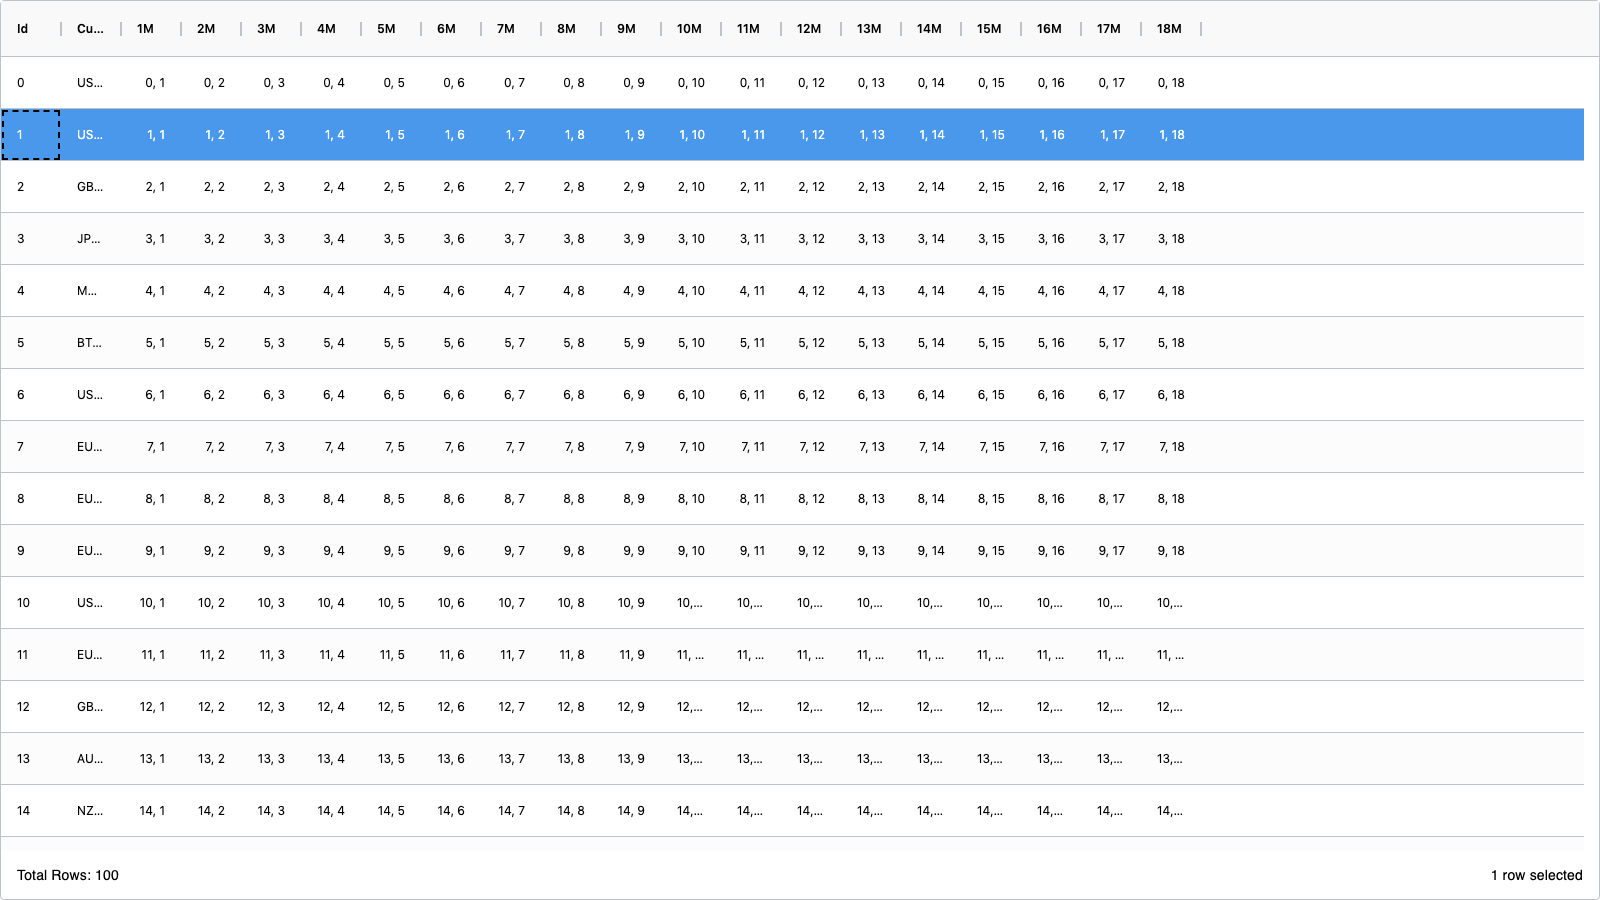 Id Cu... 1M 2M 3M 4M 5M 6M 7M 8M 9M 10M 11M 12M 13M 14M 15M 16M 17M 18M
0 US... 0, 1 0, 2 0, 3 0, 4 0, 5 0, 6 0, 7 0, 8 0, 9 0, 10 0, 11 0, 12 0, 13 0, 14 0, 15 0, 16 0, 17 0, 18
1 US... 1, 1 1, 2 1, 3 1, 4 1, 5 1, 6 1, 7 1, 8 1, 9 1, 10 1, 11 1, 12 1, 13 1, 14 1, 15 1, 16 1, 17 1, 18
2 GB... 2, 1 2, 2 2, 3 2, 4 2, 5 2, 6 2, 7 2, 8 2, 9 2, 10 2, 11 2, 12 2, 13 2, 14 2, 15 2, 16 2, 17 2, 18
3 JP... 3, 1 3, 2 3, 3 3, 4 3, 5 3, 6 3, 7 3, 8 3, 9 3, 10 3, 11 3, 12 3, 13 3, 14 3, 15 3, 16 3, 17 3, 18
4 M... 4, 1 4, 2 4, 3 4, 4 4, 5 4, 6 4, 7 4, 8 4, 9 4, 10 4, 11 4, 12 4, 13 4, 14 4, 15 4, 16 4, 17 4, 18
5 BT... 5, 1 5, 2 5, 3 5, 4 5, 5 5, 6 5, 7 5, 8 5, 9 5, 10 5, 11 5, 12 5, 13 5, 14 5, 15 5, 16 5, 17 5, 18
6 US... 6, 1 6, 2 6, 3 6, 4 6, 5 6, 6 6, 7 6, 8 6, 9 6, 10 6, 11 6, 12 6, 13 6, 14 6, 15 6, 16 6, 17 6, 18
7 EU... 7, 1 7, 2 7, 3 7, 4 7, 5 7, 6 7, 7 7, 8 7, 9 7, 10 7, 11 7, 12 7, 13 7, 14 7, 15 7, 16 7, 17 7, 18
8 EU... 8, 1 8, 2 8, 3 8, 4 8, 5 8, 6 8, 7 8, 8 8, 9 8, 10 8, 11 8, 12 8, 13 8, 14 8, 15 8, 16 8, 17 8, 18
9 EU... 9, 1 9, 2 9, 3 9, 4 9, 5 9, 6 9, 7 9, 8 9, 9 9, 10 9, 11 9, 12 9, 13 9, 14 9, 15 9, 16 9, 17 9, 18
10 US... 10, 1 10, 2 10, 3 10, 4 10, 5 10, 6 10, 7 10, 8 10, 9 10,... 10,... 10,... 10,... 10,... 10,... 10,... 10,... 10,...
11 EU... 11, 1 11, 2 11, 3 11, 4 11, 5 11, 6 11, 7 11, 8 11, 9 11, ... 11, ... 11, ... 11, ... 11, ... 11, ... 11, ... 11, ... 11, ...
12 GB... 12, 1 12, 2 12, 3 12, 4 12, 5 12, 6 12, 7 12, 8 12, 9 12,... 12,... 12,... 12,... 12,... 12,... 12,... 12,... 12,...
13 AU... 13, 1 13, 2 13, 3 13, 4 13, 5 13, 6 13, 7 13, 8 13, 9 13,... 13,... 13,... 13,... 13,... 13,... 13,... 13,... 13,...
14 NZ... 14, 1 14, 2 14, 3 14, 4 14, 5 14, 6 14, 7 14, 8 14, 9 14,... 14,... 14,... 14,... 14,... 14,... 14,... 14,... 14,...
Total Rows: 100 1 row selected